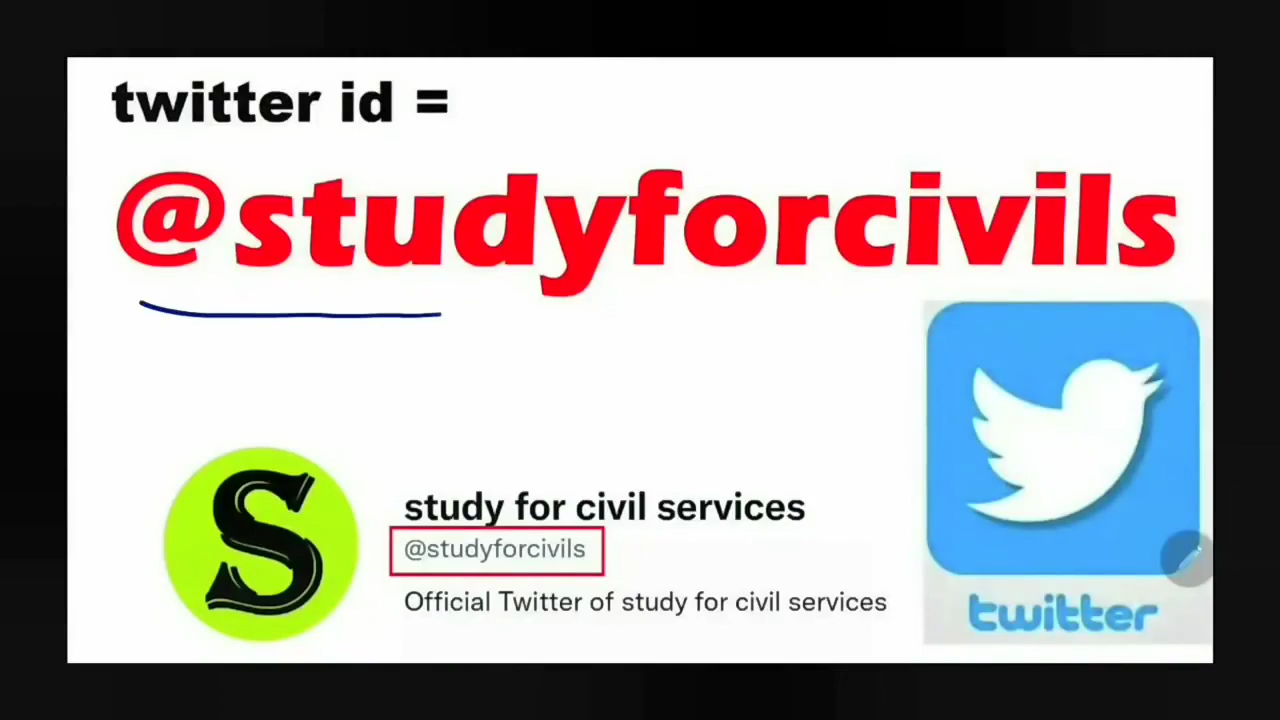 twitter id =
@studyforcivils
S
study for civil services
@studyforcivils
Official Twitter of study for civil services
twitter